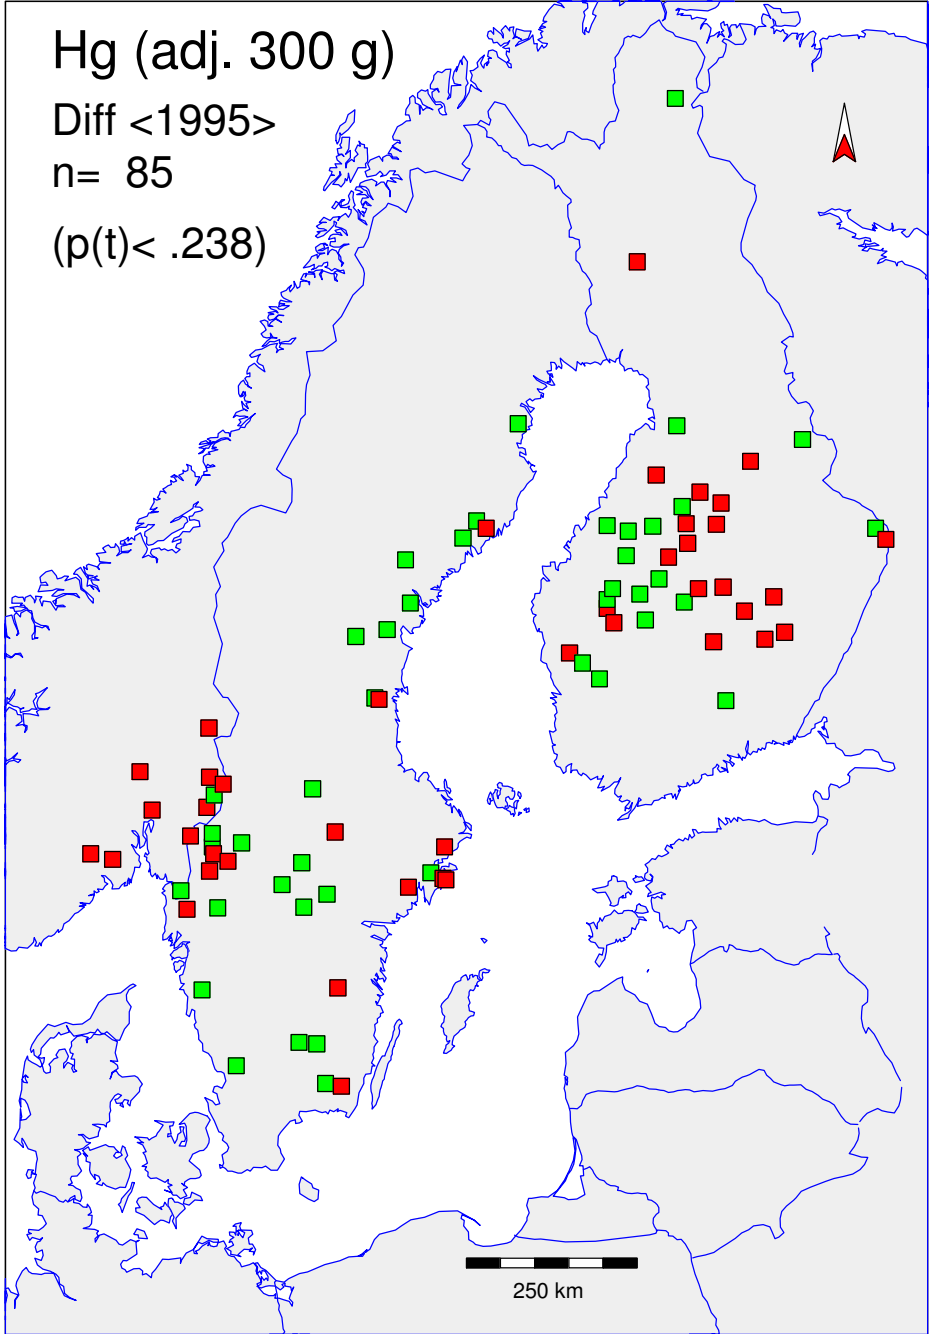 Hg (adj. 300 g)
Diff <1995>
n= 85
(p(t)< .238)
250 km